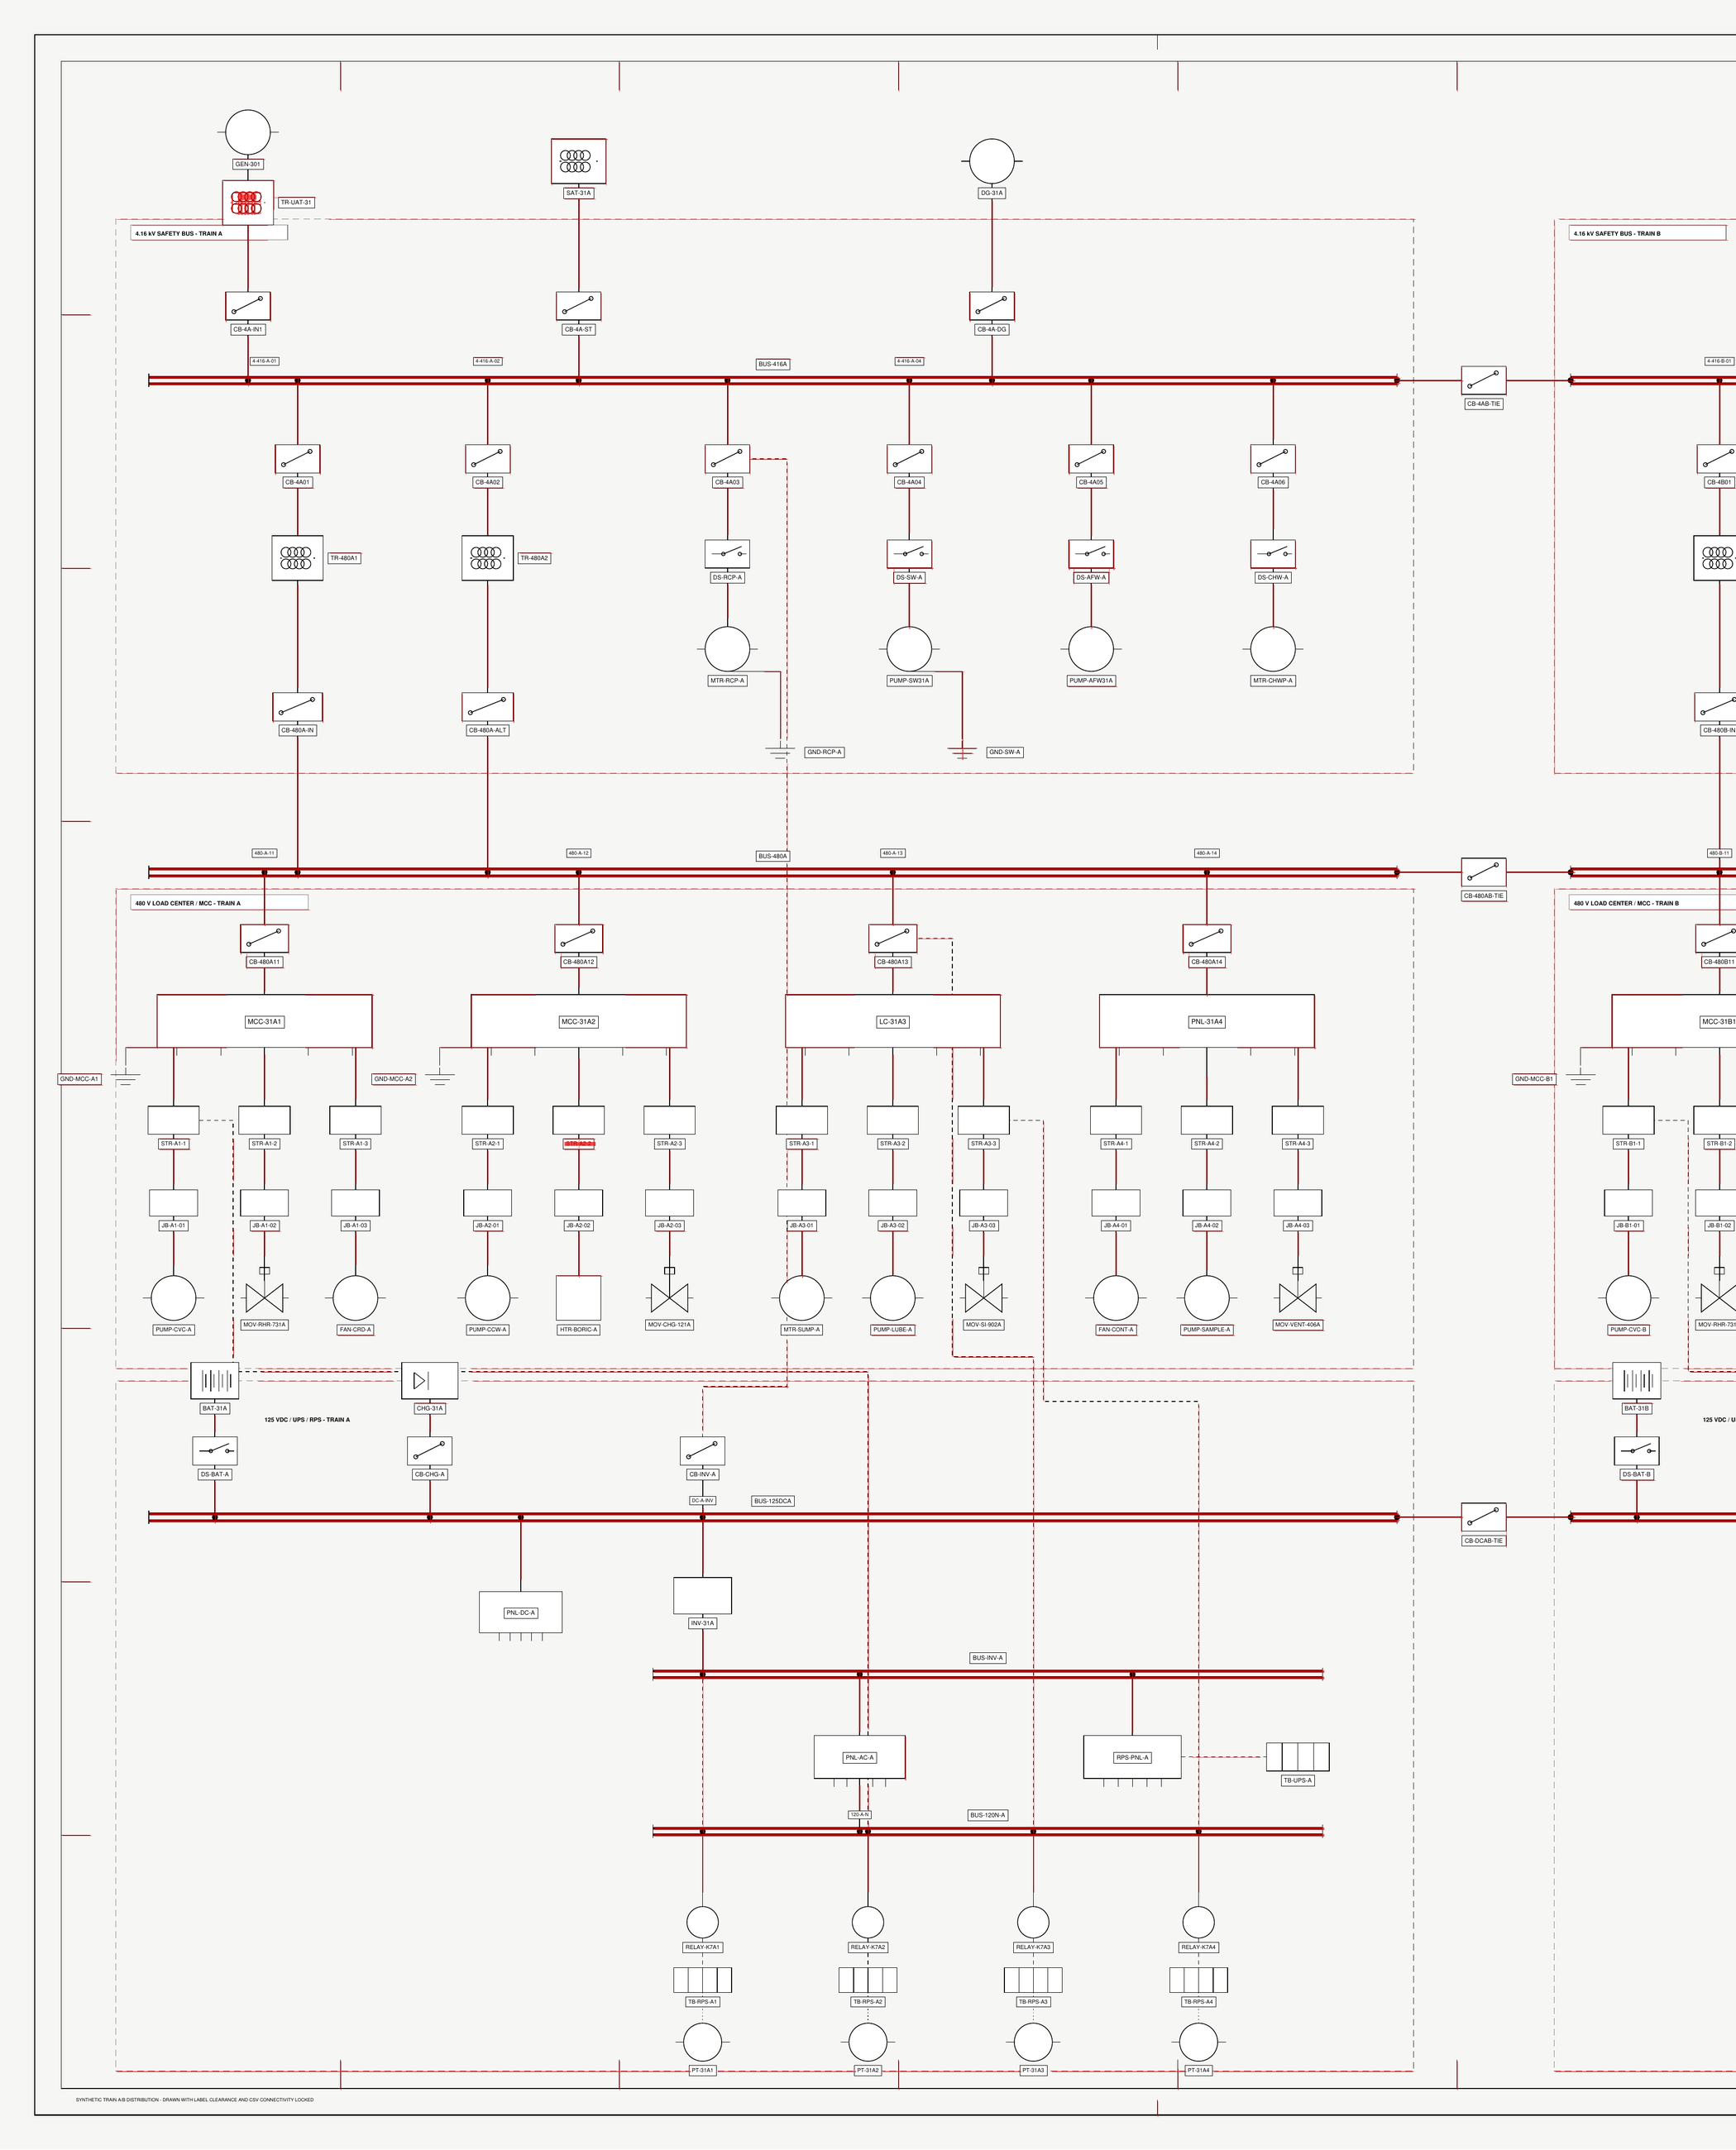 GEN-301
TR-UAT-31
SAT-31A
DG-31A
4.16 kV SAFETY BUS - TRAIN A
4.16 kV SAFETY BUS - TRAIN B
CB-4A-IN1
CB-4A-ST
CB-4A-DG
4-416-A-01
4-416-A-02
BUS-416A
4-416-A-04
4-416-B-01
CB-4AB-TIE
CB-4A01
CB-4A02
CB-4A03
CB-4A04
CB-4A05
CB-4A06
CB-4B01
TR-480A1
TR-480A2
DS-RCP-A
DS-SW-A
DS-AFW-A
DS-CHW-A
MTR-RCP-A
PUMP-SW31A
PUMP-AFW31A
MTR-CHWP-A
CB-480A-IN
CB-480A-ALT
CB-480B-IN
GND-RCP-A
GND-SW-A
480-A-11
480-A-12
BUS-480A
480-A-13
480-A-14
480-B-11
CB-480AB-TIE
480 V LOAD CENTER / MCC - TRAIN A
480 V LOAD CENTER / MCC - TRAIN B
CB-480A11
CB-480A12
CB-480A13
CB-480A14
CB-480B11
MCC-31A1
MCC-31A2
LC-31A3
PNL-31A4
MCC-31B1
GND-MCC-A1
GND-MCC-A2
GND-MCC-B1
STR-A1-1
STR-A1-2
STR-A1-3
STR-A2-1
STR-A2-3
STR-A3-1
STR-A3-2
STR-A3-3
STR-A4-1
STR-A4-2
STR-A4-3
STR-B1-1
STR-B1-2
JB-A1-01
JB-A1-02
JB-A1-03
JB-A2-01
JB-A2-02
JB-A2-03
JB-A3-01
JB-A3-02
JB-A3-03
JB-A4-01
JB-A4-02
JB-A4-03
JB-B1-01
JB-B1-02
PUMP-CVC-A
MOV-RHR-731A
FAN-CRD-A
PUMP-CCW-A
HTR-BORIC-A
MOV-CHG-121A
MTR-SUMP-A
PUMP-LUBE-A
MOV-SI-902A
FAN-CONT-A
PUMP-SAMPLE-A
MOV-VENT-406A
PUMP-CVC-B
MOV-RHR-731
BAT-31A
CHG-31A
BAT-31B
125 VDC / UPS / RPS - TRAIN A
125 VDC / U
DS-BAT-A
CB-CHG-A
CB-INV-A
DS-BAT-B
DC-A-INV
BUS-125DCA
CB-DCAB-TIE
PNL-DC-A
INV-31A
BUS-INV-A
PNL-AC-A
RPS-PNL-A
TB-UPS-A
120-A-N
BUS-120N-A
RELAY-K7A1
RELAY-K7A2
RELAY-K7A3
RELAY-K7A4
TB-RPS-A1
TB-RPS-A2
TB-RPS-A3
TB-RPS-A4
PT-31A1
PT-31A2
PT-31A3
PT-31A4
SYNTHETIC TRAIN A/B DISTRIBUTION - DRAWN WITH LABEL CLEARANCE AND CSV CONNECTIVITY LOCKED